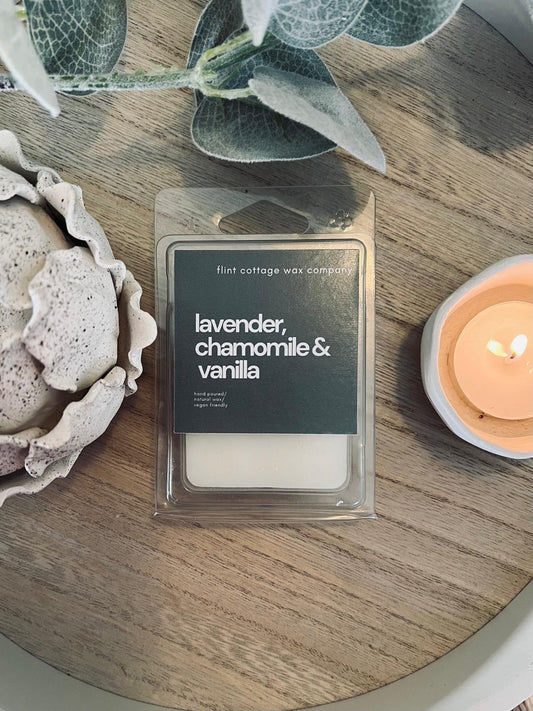 flint cottage wax company
lavender,
chamomile &
vanilla
hand poured/
natural wax/
vegan friendly